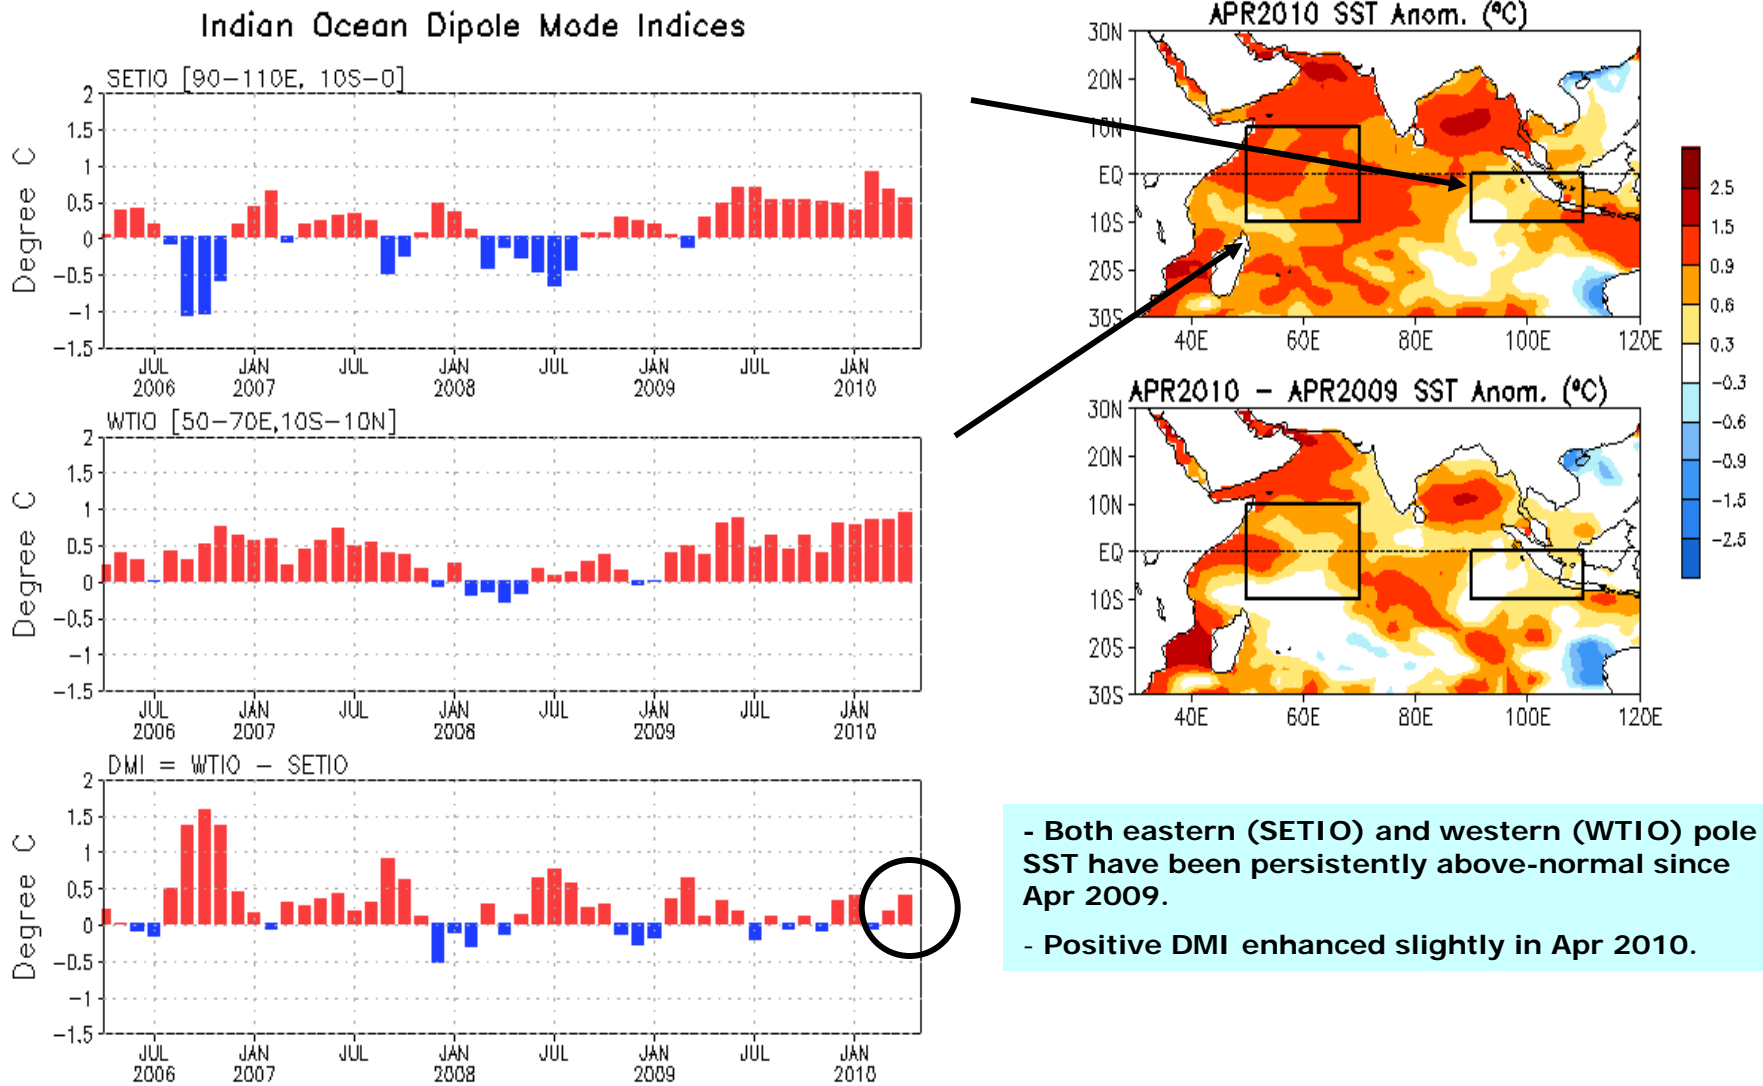 Indian Ocean Dipole Mode Indices
SETIO [90-110E, 10S-0]
Degree C
2
1.5
1
0.5
0
-0.5
-1
-1.5
JUL JAN JUL JAN JUL JAN JUL JAN
2006 2007 2008 2009 2010
WTIO [50-70E,10S-10N]
Degree C
2
1.5
1
0.5
0
-0.5
-1
-1.5
JUL JAN JUL JAN JUL JAN JUL JAN
2006 2007 2008 2009 2010
DMI = WTIO - SETIO
Degree C
2
1.5
1
0.5
0
-0.5
-1
-1.5
JUL JAN JUL JAN JUL JAN JUL JAN
2006 2007 2008 2009 2010
APR2010 SST Anom. (ºC)
30N
20N
10N
EQ
10S
20S
30S
40E 60E 80E 100E 120E
APR2010 - APR2009 SST Anom. (ºC)
30N
20N
10N
EQ
10S
20S
30S
40E 60E 80E 100E 120E
2.5
1.5
0.9
0.6
0.3
-0.3
-0.6
-0.9
-1.5
-2.5
- Both eastern (SETIO) and western (WTIO) pole
SST have been persistently above-normal since
Apr 2009.
- Positive DMI enhanced slightly in Apr 2010.